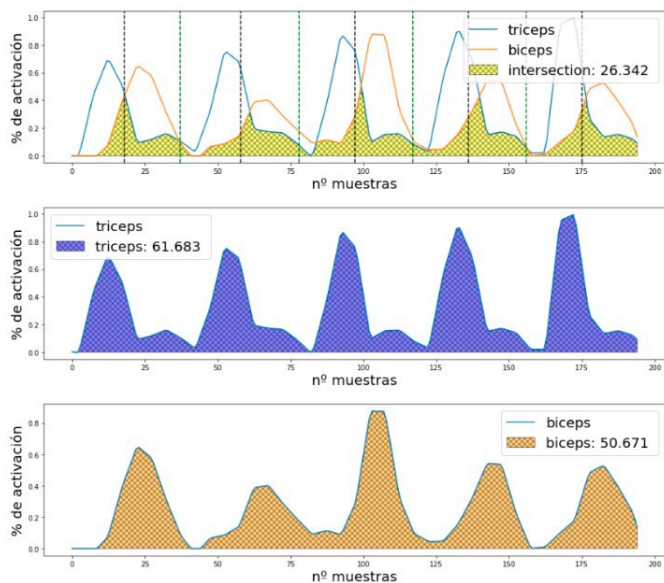 1.0
0.8
0.6
0.4
0.2
0.0
% de activación
triceps
biceps
intersection: 26.342
0 25 50 75 100 125 150 175 200
nº muestras
1.0
0.8
0.6
0.4
0.2
0.0
% de activación
triceps
triceps: 61.683
0 25 50 75 100 125 150 175 200
nº muestras
0.8
0.6
0.4
0.2
0.0
% de activación
biceps
biceps: 50.671
0 25 50 75 100 125 150 175 200
nº muestras